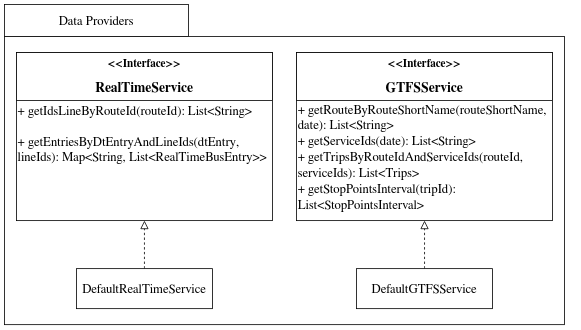 Data Providers
<<Interface>>
RealTimeService
+ getIdsLineByRouteId(routeId): List<String>
+ getEntriesByDtEntryAndLineIds(dtEntry,
lineIds): Map<String, List<RealTimeBusEntry>>
<<Interface>>
GTFSService
+ getRouteByRouteShortName(routeShortName,
date): List<String>
+ getServiceIds(date): List<String>
+ getTripsByRouteIdAndServiceIds(routeId,
serviceIds): List<Trips>
+ getStopPointsInterval(tripId):
List<StopPointsInterval>
DefaultRealTimeService
DefaultGTFSService